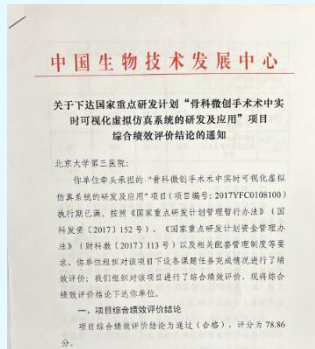 中国生物技术发展中心
关于下达国家重点研发计划“骨科微创手术术中实
时可视化虚拟仿真系统的研发及应用”项目
综合绩效评价结论的通知
北京大学第三医院:
你单位牵头承担的“骨科微创手术术中实时可视化虚拟
仿真系统的研发及应用”项目(项目编号:2017YFC0108100)
执行期已满。按照《国家重点研发计划管理暂行办法》(国
科发资〔2017〕152号)、《国家重点研发计划资金管理办
法》(财科教〔2017〕113号)以及相关配套管理制度等要
求,你单位组织对该项目下设各课题任务完成情况进行了绩
效评价;我们组织对该项目进行了综合绩效评价。现将综合
绩效评价结论下达你单位。
一、项目综合绩效评价结论
项目综合绩效评价结论为通过(合格),评分为78.86
分。